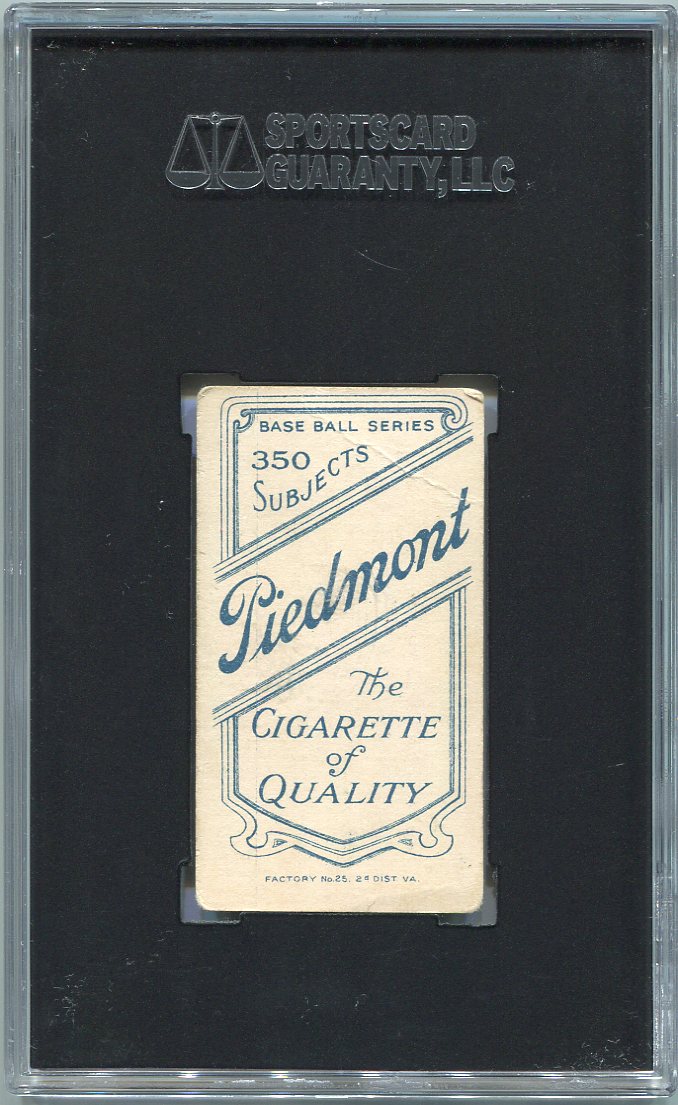 SPORTSCARD
GUARANTY, LLC
BASE BALL SERIES
350
SUBJECTS
Piedmont
The
CIGARETTE
of
QUALITY
FACTORY No. 25, 2d DIST VA.